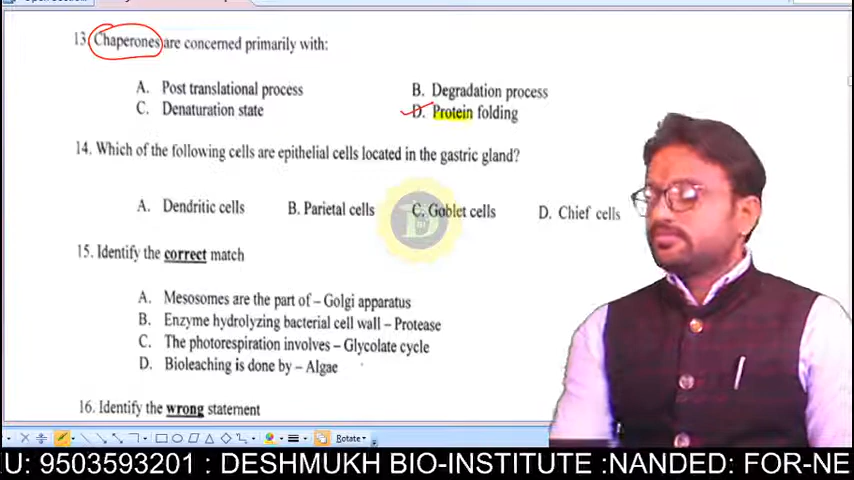 13 Chaperones are concerned primarily with:
A. Post translational process B. Degradation process
C. Denaturation state D. Protein folding
14. Which of the following cells are epithelial cells located in the gastric gland?
A. Dendritic cells B. Parietal cells C. Goblet cells D. Chief cells
15. Identify the correct match
A. Mesosomes are the part of – Golgi apparatus
B. Enzyme hydrolyzing bacterial cell wall – Protease
C. The photorespiration involves – Glycolate cycle
D. Bioleaching is done by – Algae
16. Identify the wrong statement
Rotate
U: 9503593201 : DESHMUKH BIO-INSTITUTE :NANDED: FOR-NE